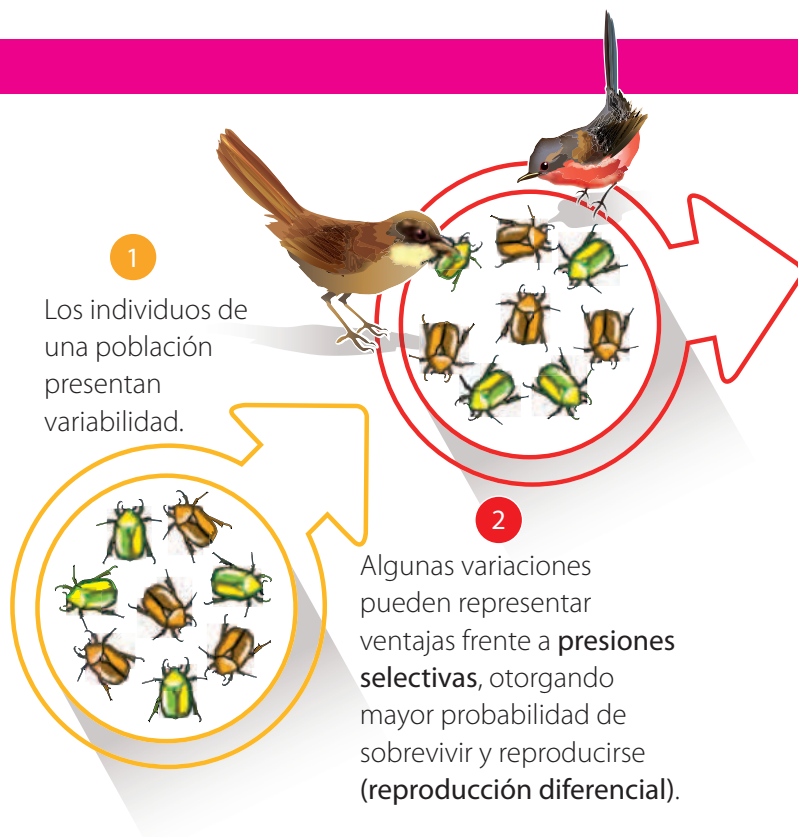 1
Los individuos de
una población
presentan
variabilidad.
2
Algunas variaciones
pueden representar
ventajas frente a presiones
selectivas, otorgando
mayor probabilidad de
sobrevivir y reproducirse
(reproducción diferencial).